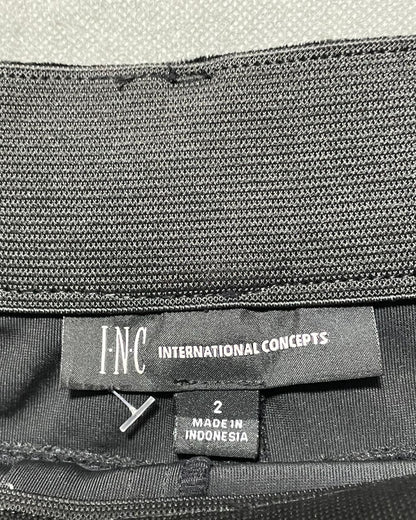 I·N·C INTERNATIONAL CONCEPTS
2
MADE IN
INDONESIA